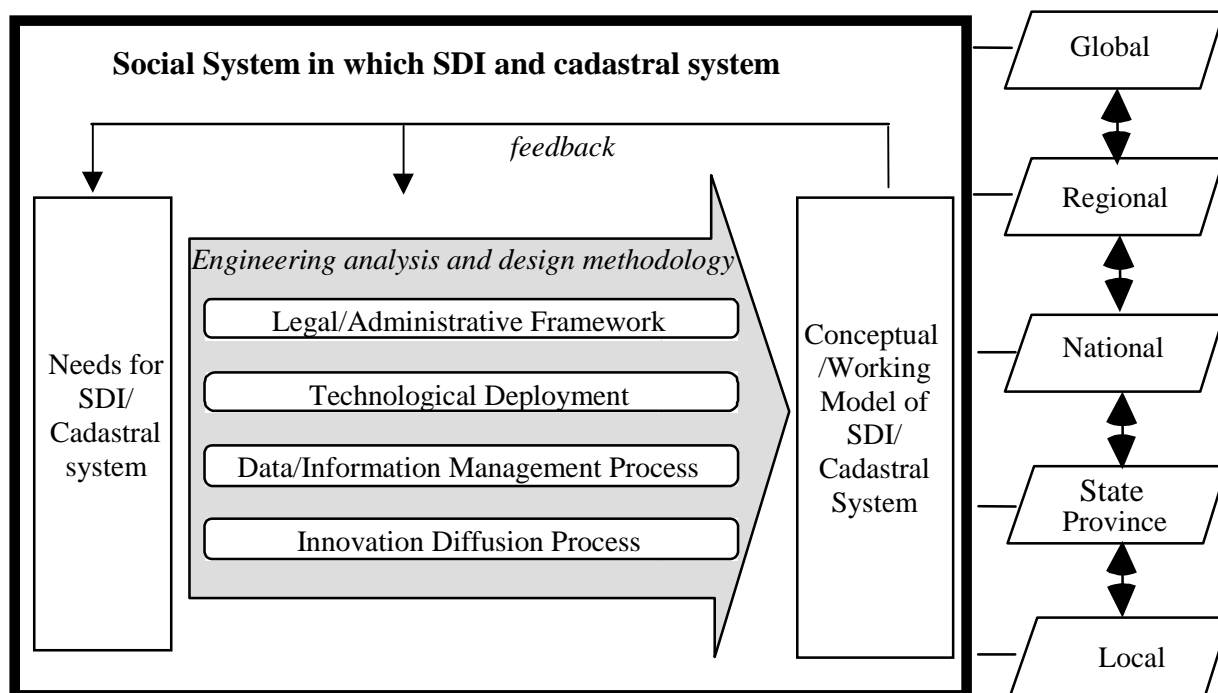 Social System in which SDI and cadastral system
feedback
Needs for
SDI/
Cadastral
system
Engineering analysis and design methodology
Legal/Administrative Framework
Technological Deployment
Data/Information Management Process
Innovation Diffusion Process
Conceptual
/Working
Model of
SDI/
Cadastral
System
Global
Regional
National
State
Province
Local